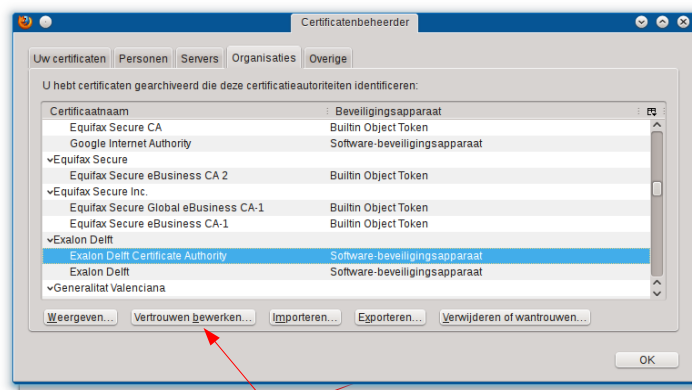 Certificatenbeheerder
Uw certificaten Personen Servers Organisaties Overige
U hebt certificaten gearchiveerd die deze certificatieautoriteiten identificeren:
Certificaatnaam Beveiligingsapparaat
Equifax Secure CA Builtin Object Token
Google Internet Authority Software-beveiligingsapparaat
Equifax Secure
Equifax Secure eBusiness CA 2 Builtin Object Token
Equifax Secure Inc.
Equifax Secure Global eBusiness CA-1 Builtin Object Token
Equifax Secure eBusiness CA-1 Builtin Object Token
Exalon Delft
Exalon Delft Certificate Authority Software-beveiligingsapparaat
Exalon Delft Software-beveiligingsapparaat
Generalitat Valenciana
Weergeven... Vertrouwen bewerken... Importeren... Exporteren... Verwijderen of wantrouwen...
OK